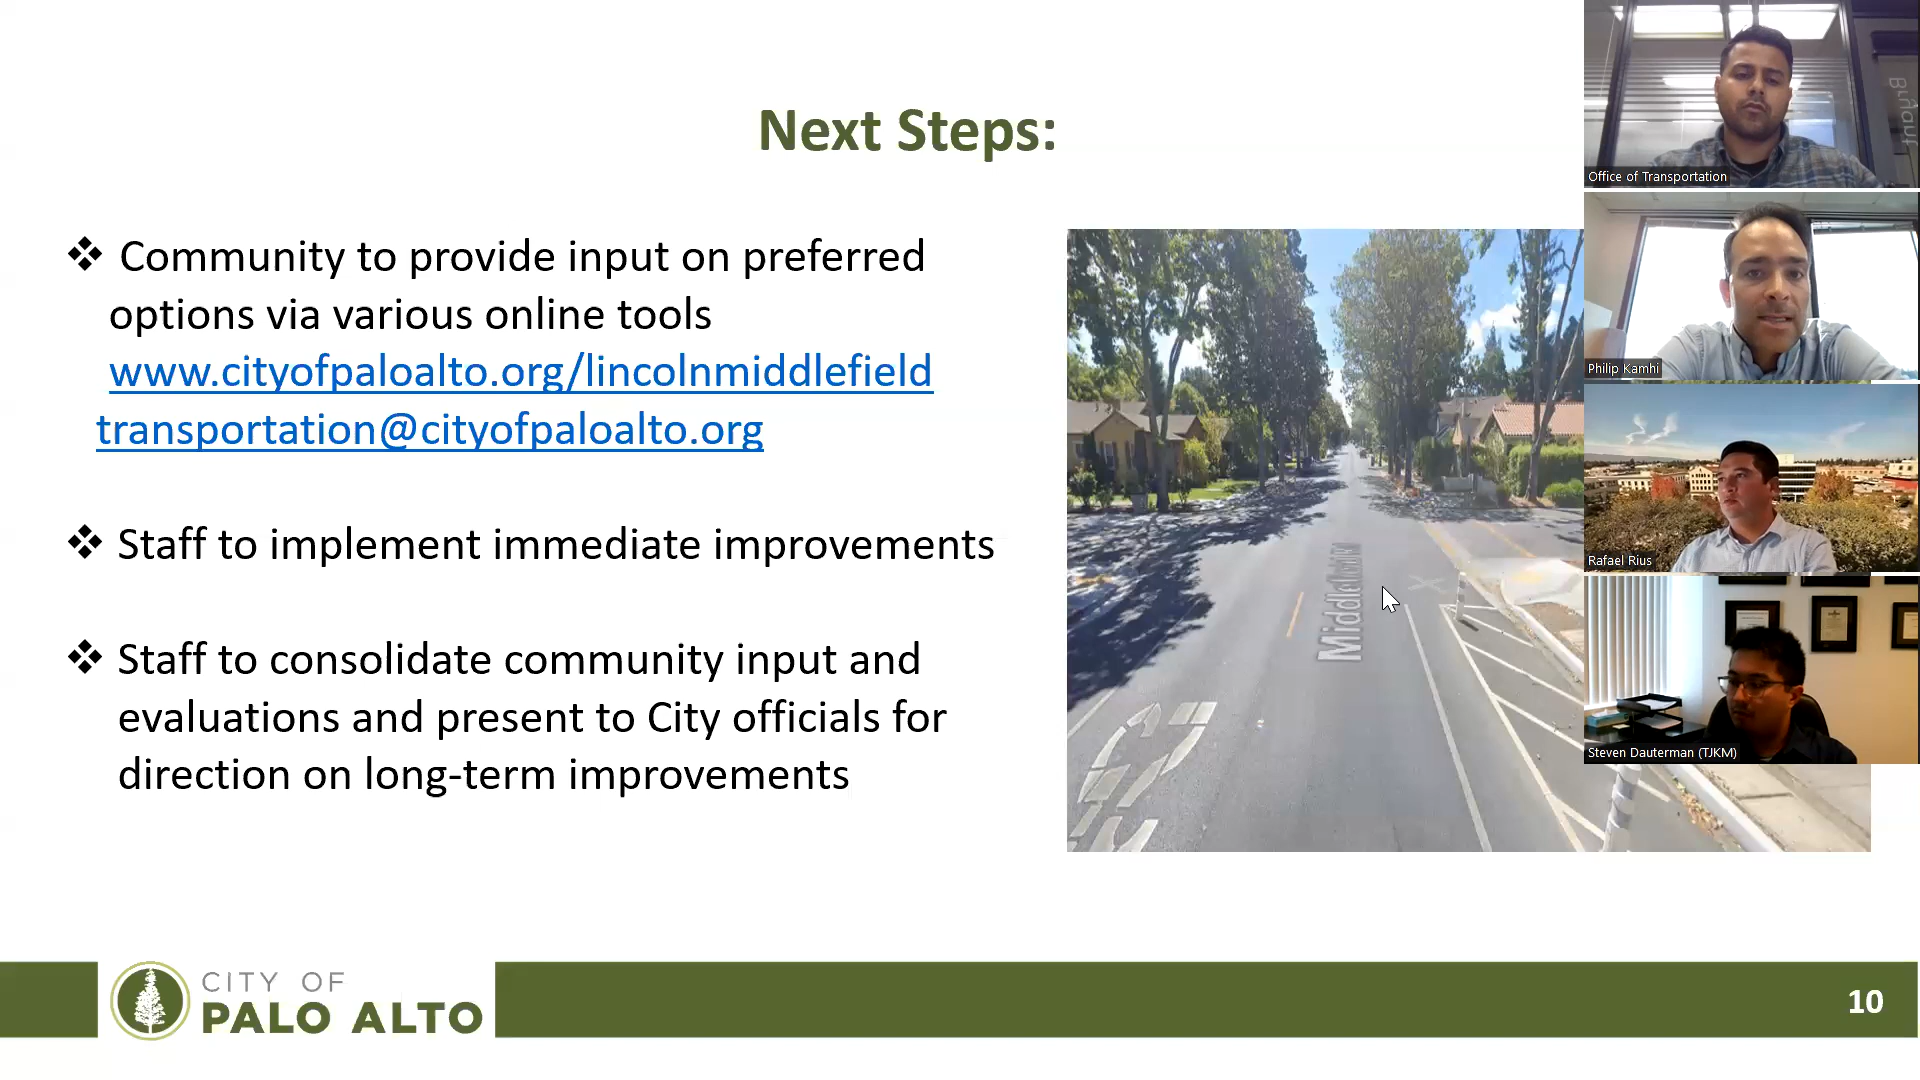 Next Steps:
❖ Community to provide input on preferred
options via various online tools
www.cityofpaloalto.org/lincolnmiddlefield
transportation@cityofpaloalto.org
❖ Staff to implement immediate improvements
❖ Staff to consolidate community input and
evaluations and present to City officials for
direction on long-term improvements
Middlefield
Office of Transportation
Philip Kamhi
Rafael Rius
Steven Dauterman (TJKM)
CITY OF
PALO ALTO
10